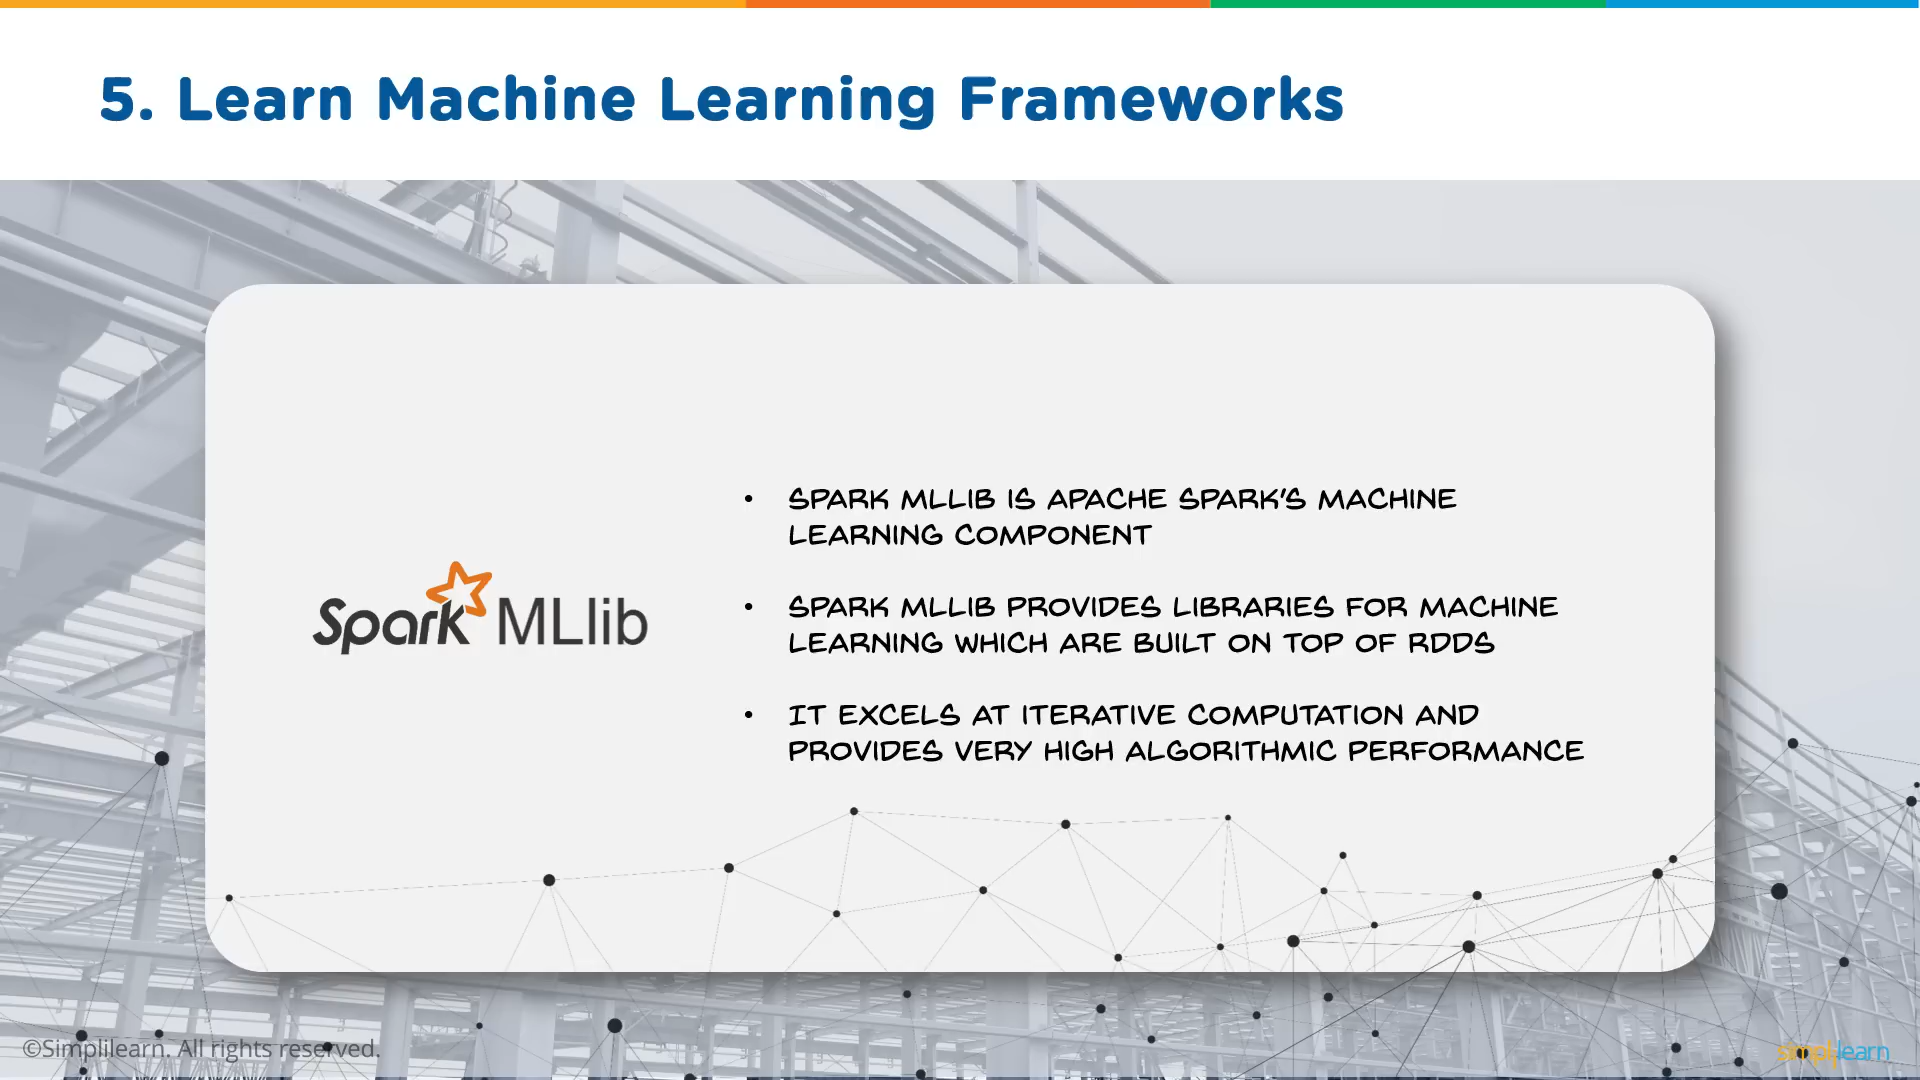 5. Learn Machine Learning Frameworks
Spark MLlib
• SPARK MLLIB IS APACHE SPARK'S MACHINE
LEARNING COMPONENT
• SPARK MLLIB PROVIDES LIBRARIES FOR MACHINE
LEARNING WHICH ARE BUILT ON TOP OF RDDS
• IT EXCELS AT ITERATIVE COMPUTATION AND
PROVIDES VERY HIGH ALGORITHMIC PERFORMANCE
©Simplilearn. All rights reserved.
simplilearn